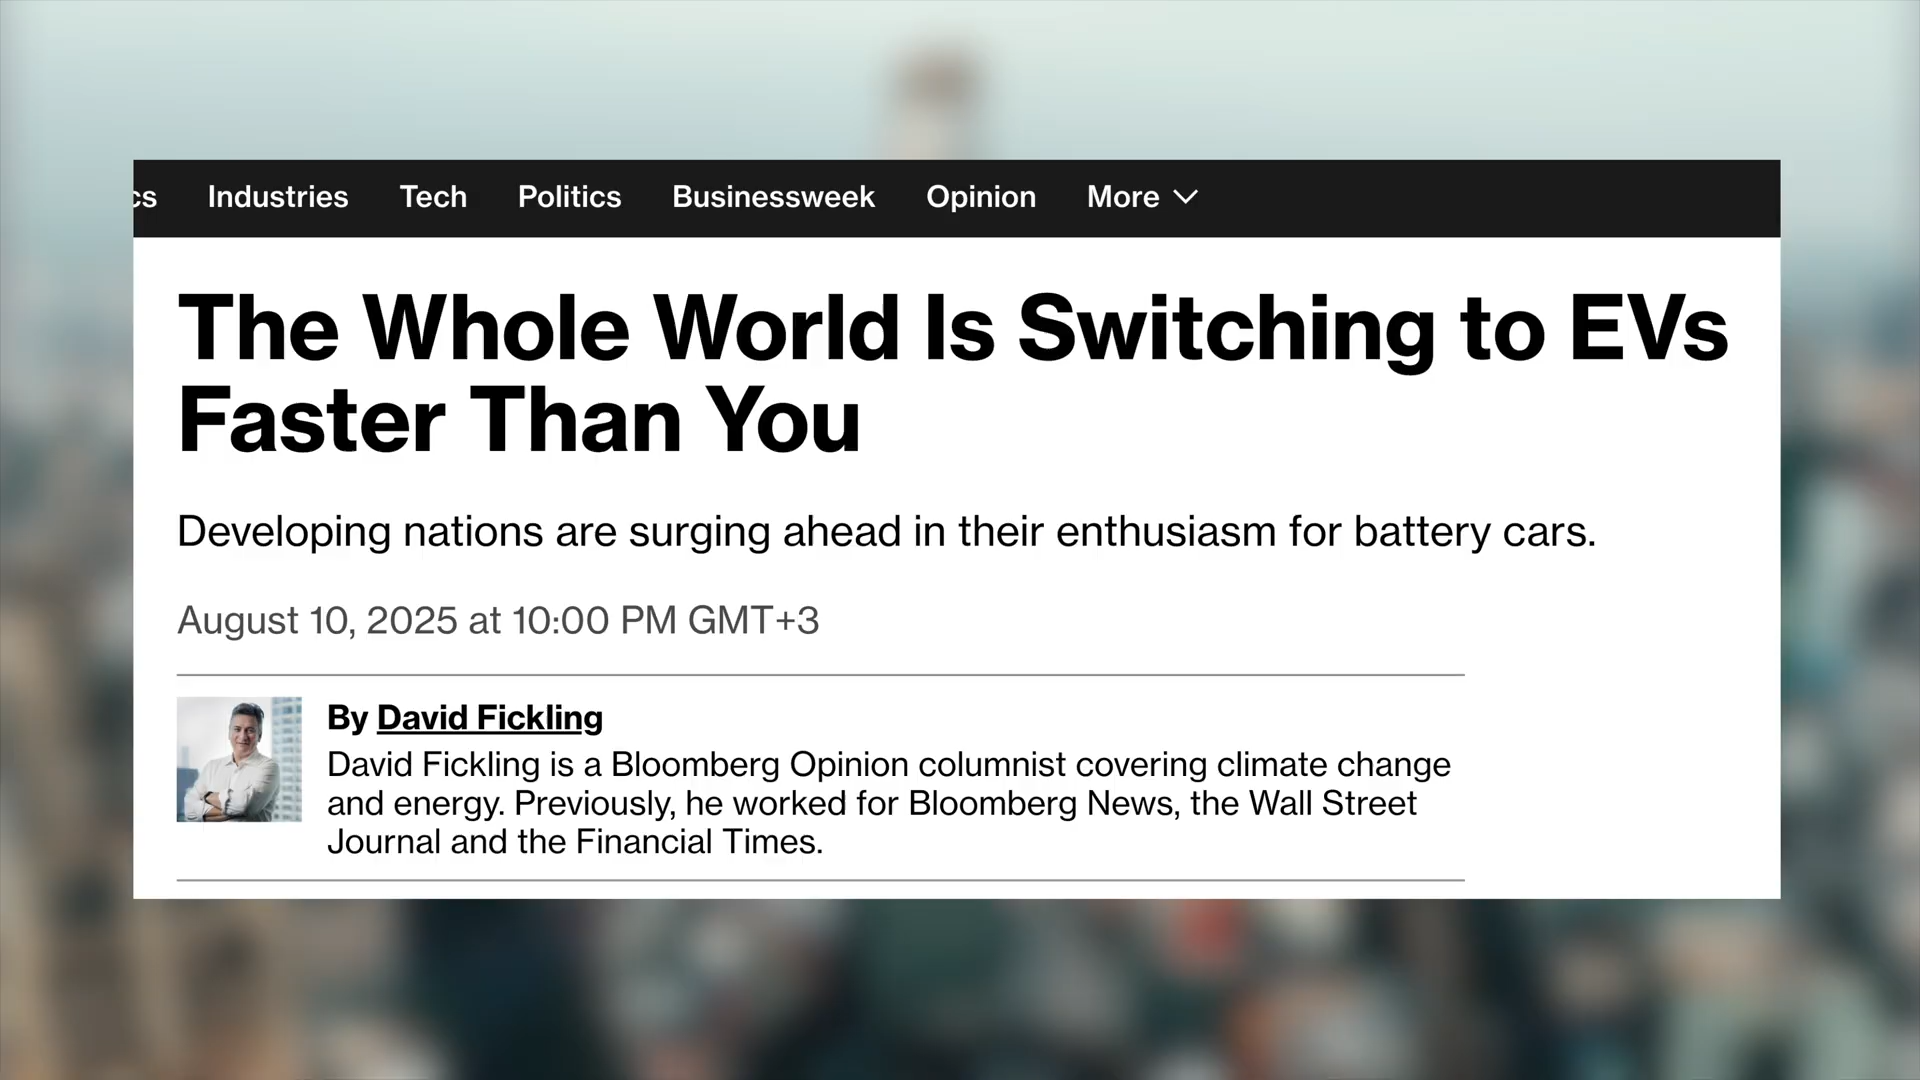 Industries Tech Politics Businessweek Opinion More
The Whole World Is Switching to EVs
Faster Than You
Developing nations are surging ahead in their enthusiasm for battery cars.
August 10, 2025 at 10:00 PM GMT+3
By David Fickling
David Fickling is a Bloomberg Opinion columnist covering climate change
and energy. Previously, he worked for Bloomberg News, the Wall Street
Journal and the Financial Times.